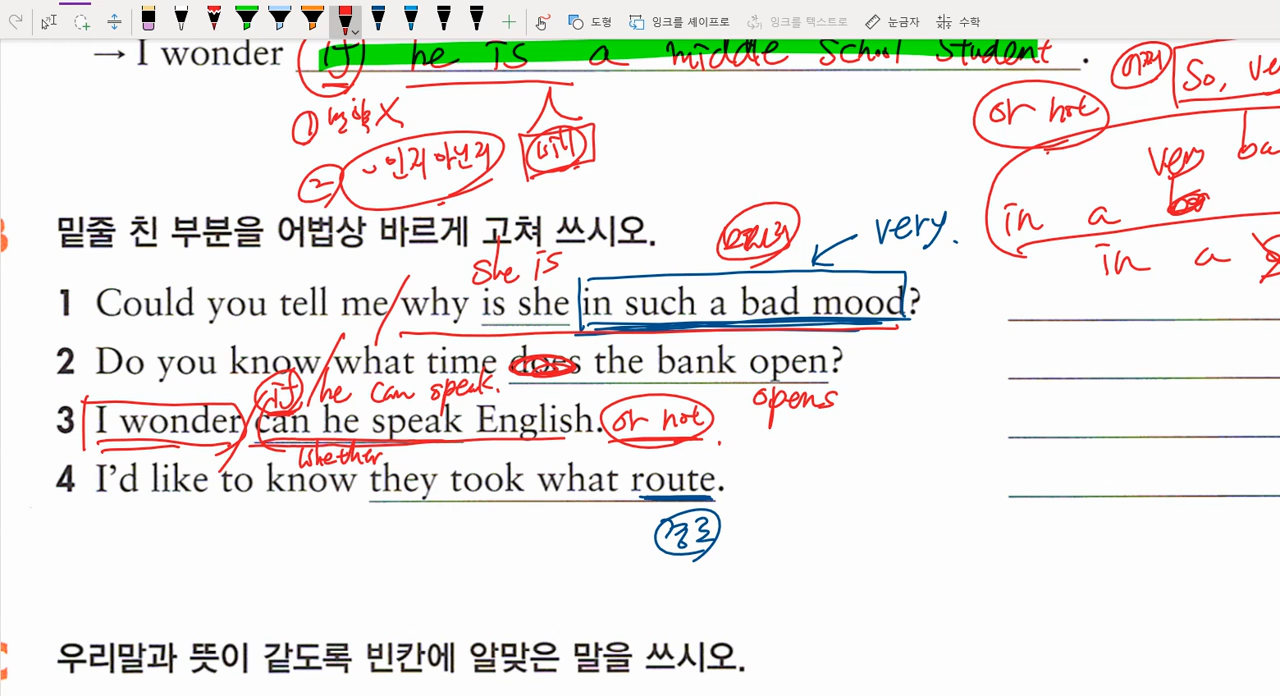 도형 잉크를 셰이프로 잉크를 텍스트로 눈금자 수학
→ I wonder if he is a middle school student.
So, ve
or not
①
② ~인지 아닌지
very ba
in a
in a
밑줄 친 부분을 어법상 바르게 고쳐 쓰시오.
very.
she is
1 Could you tell me/why is she in such a bad mood?
2 Do you know/what time does the bank open?
if/he can speak.
opens
3 I wonder/can he speak English. or not.
whether
4 I'd like to know they took what route.
경로
C 우리말과 뜻이 같도록 빈칸에 알맞은 말을 쓰시오.